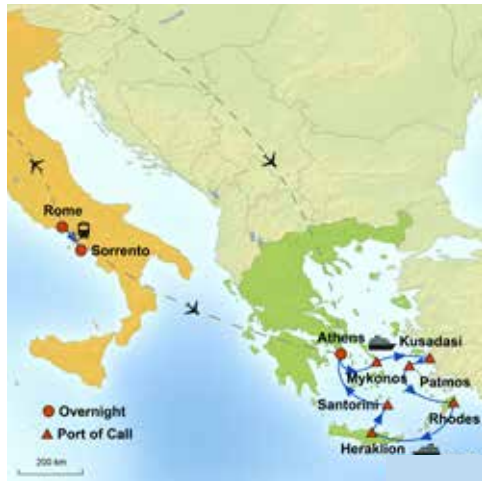 Rome
Sorrento
Athens
Kusadasi
Mykonos
Patmos
Santorini
Rhodes
Heraklion
Overnight
Port of Call
200 km